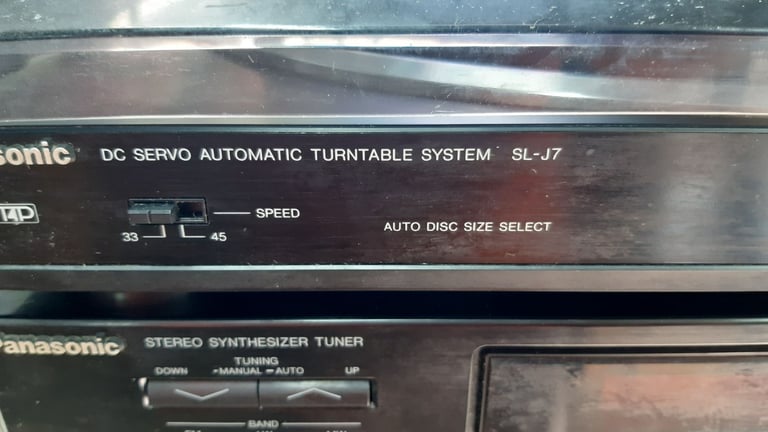 sonic DC SERVO AUTOMATIC TURNTABLE SYSTEM SL-J7
T4P
SPEED
33 45
AUTO DISC SIZE SELECT
Panasonic STEREO SYNTHESIZER TUNER
TUNING
DOWN MANUAL AUTO UP
BAND